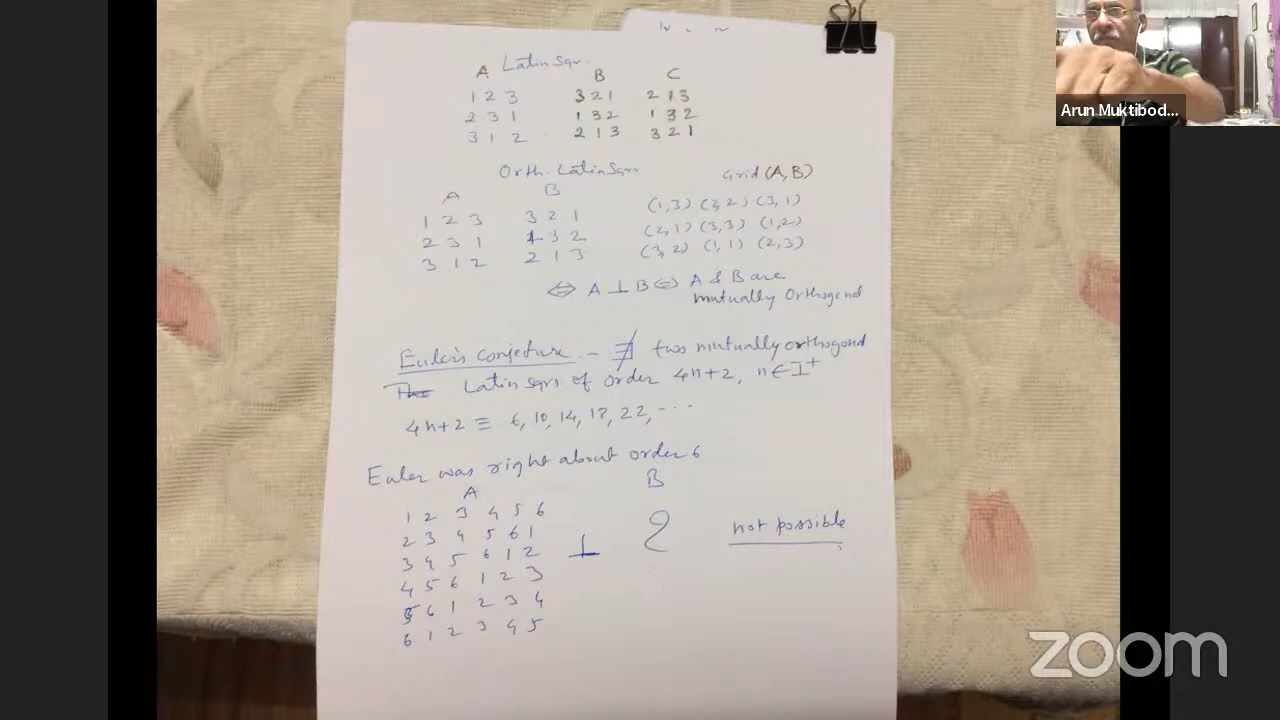 Latin Sqr.
A B C
1 2 3 3 2 1 2 1 3
2 3 1 1 3 2 1 3 2
3 1 2 2 1 3 3 2 1
Orth. Latin Sqrs Grid (A, B)
A B
1 2 3 3 2 1 (1,3) (3,2) (3,1)
2 3 1 1 3 2 (2,1) (3,3) (1,2)
3 1 2 2 1 3 (3,2) (1,1) (2,3)
⇔ A ⊥ B ⇔ A & B are
mutually Orthogonal
Euler's Conjecture - ∄ two mutually orthogonal
Latin Sqrs of order 4n+2, n ∈ I⁺
4n+2 ≡ 6, 10, 14, 18, 22, ...
Euler was right about order 6
A B
1 2 3 4 5 6
2 3 4 5 6 1 ⊥ ? not possible
3 4 5 6 1 2
4 5 6 1 2 3
5 6 1 2 3 4
6 1 2 3 4 5
Arun Muktibod...
zoom